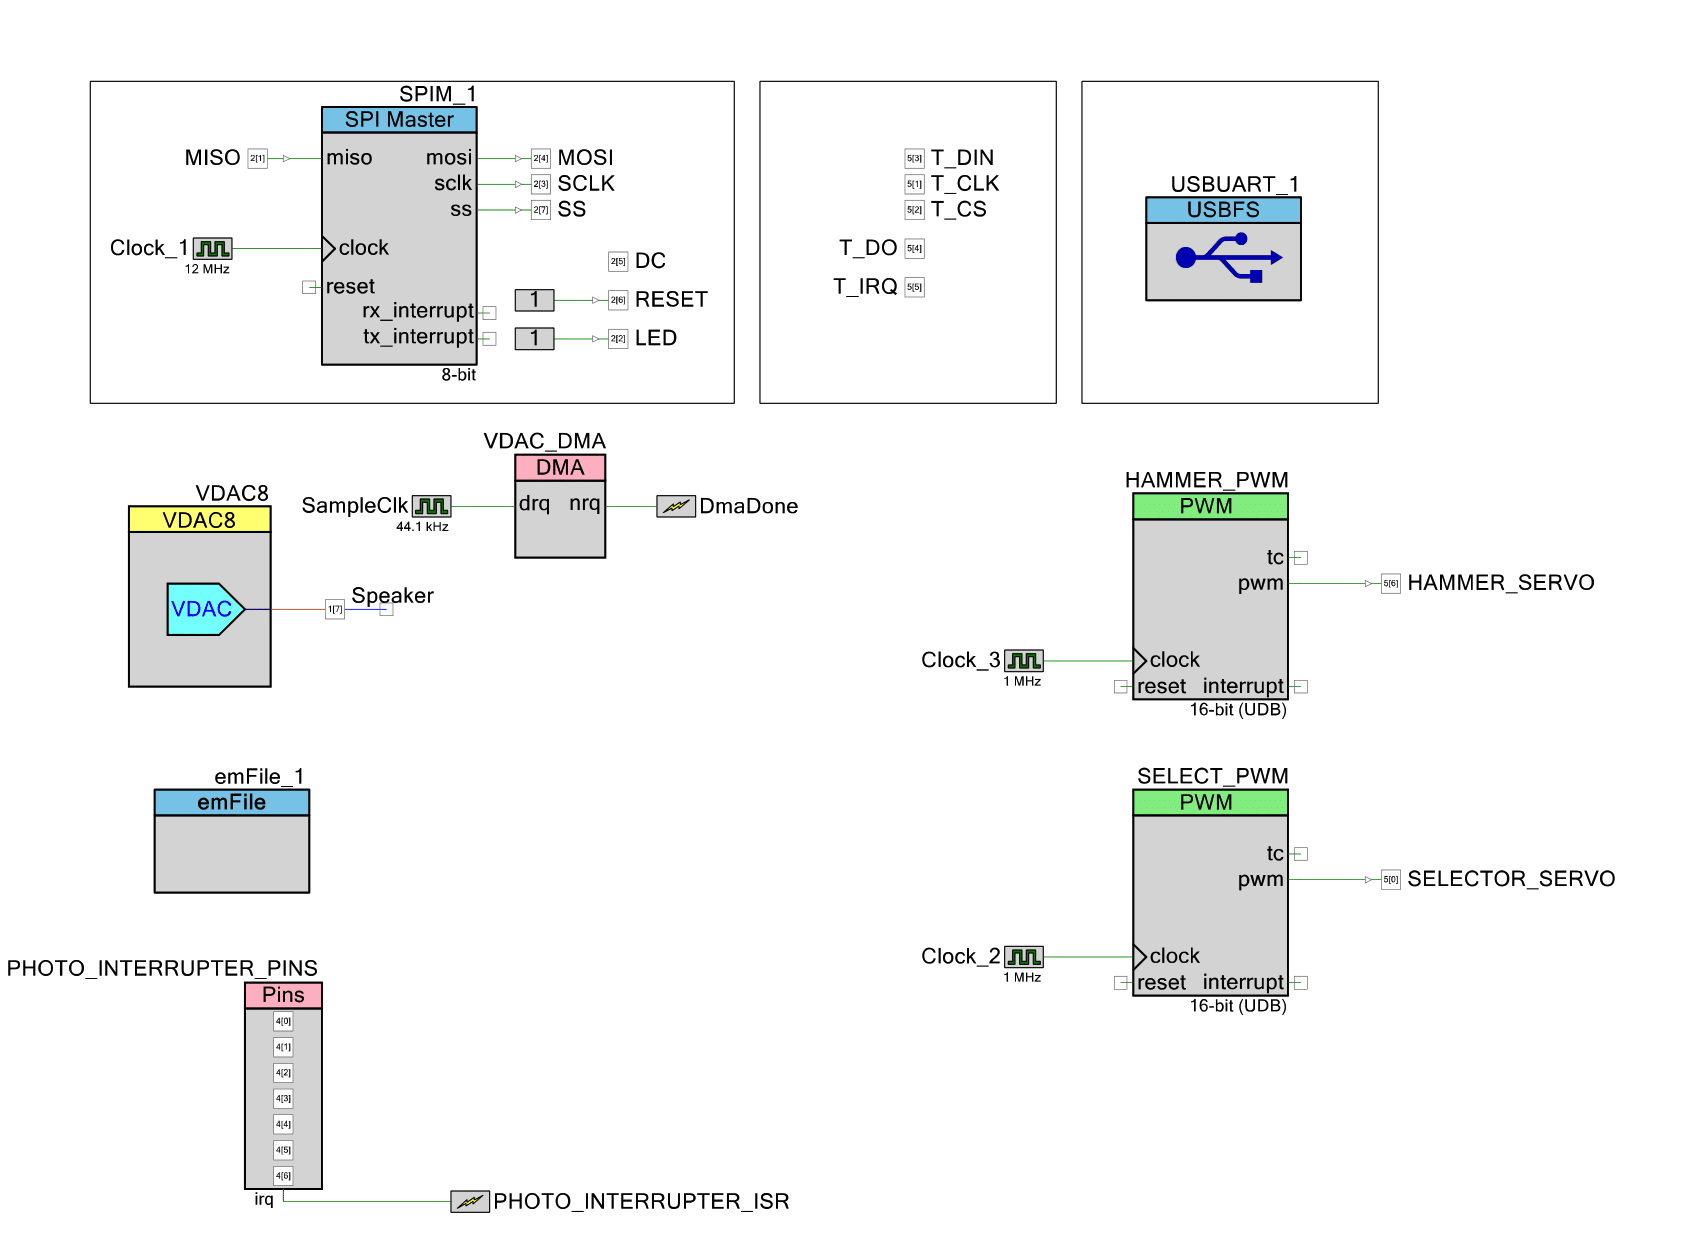 SPIM_1
SPI Master
MISO 2[1] miso mosi 2[4] MOSI
sclk 2[3] SCLK
ss 2[7] SS
Clock_1 clock
12 MHz
2[5] DC
reset
1 2[6] RESET
rx_interrupt
tx_interrupt 1 2[2] LED
8-bit
5[3] T_DIN
5[1] T_CLK
5[2] T_CS
T_DO 5[4]
T_IRQ 5[5]
USBUART_1
USBFS
VDAC_DMA
DMA
SampleClk drq nrq DmaDone
44.1 kHz
VDAC8
VDAC8
VDAC 1[7] Speaker
HAMMER_PWM
PWM
tc
pwm 5[6] HAMMER_SERVO
Clock_3 clock
1 MHz
reset interrupt
16-bit (UDB)
emFile_1
emFile
SELECT_PWM
PWM
tc
pwm 5[0] SELECTOR_SERVO
Clock_2 clock
1 MHz
reset interrupt
16-bit (UDB)
PHOTO_INTERRUPTER_PINS
Pins
4[0]
4[1]
4[2]
4[3]
4[4]
4[5]
4[6]
irq PHOTO_INTERRUPTER_ISR